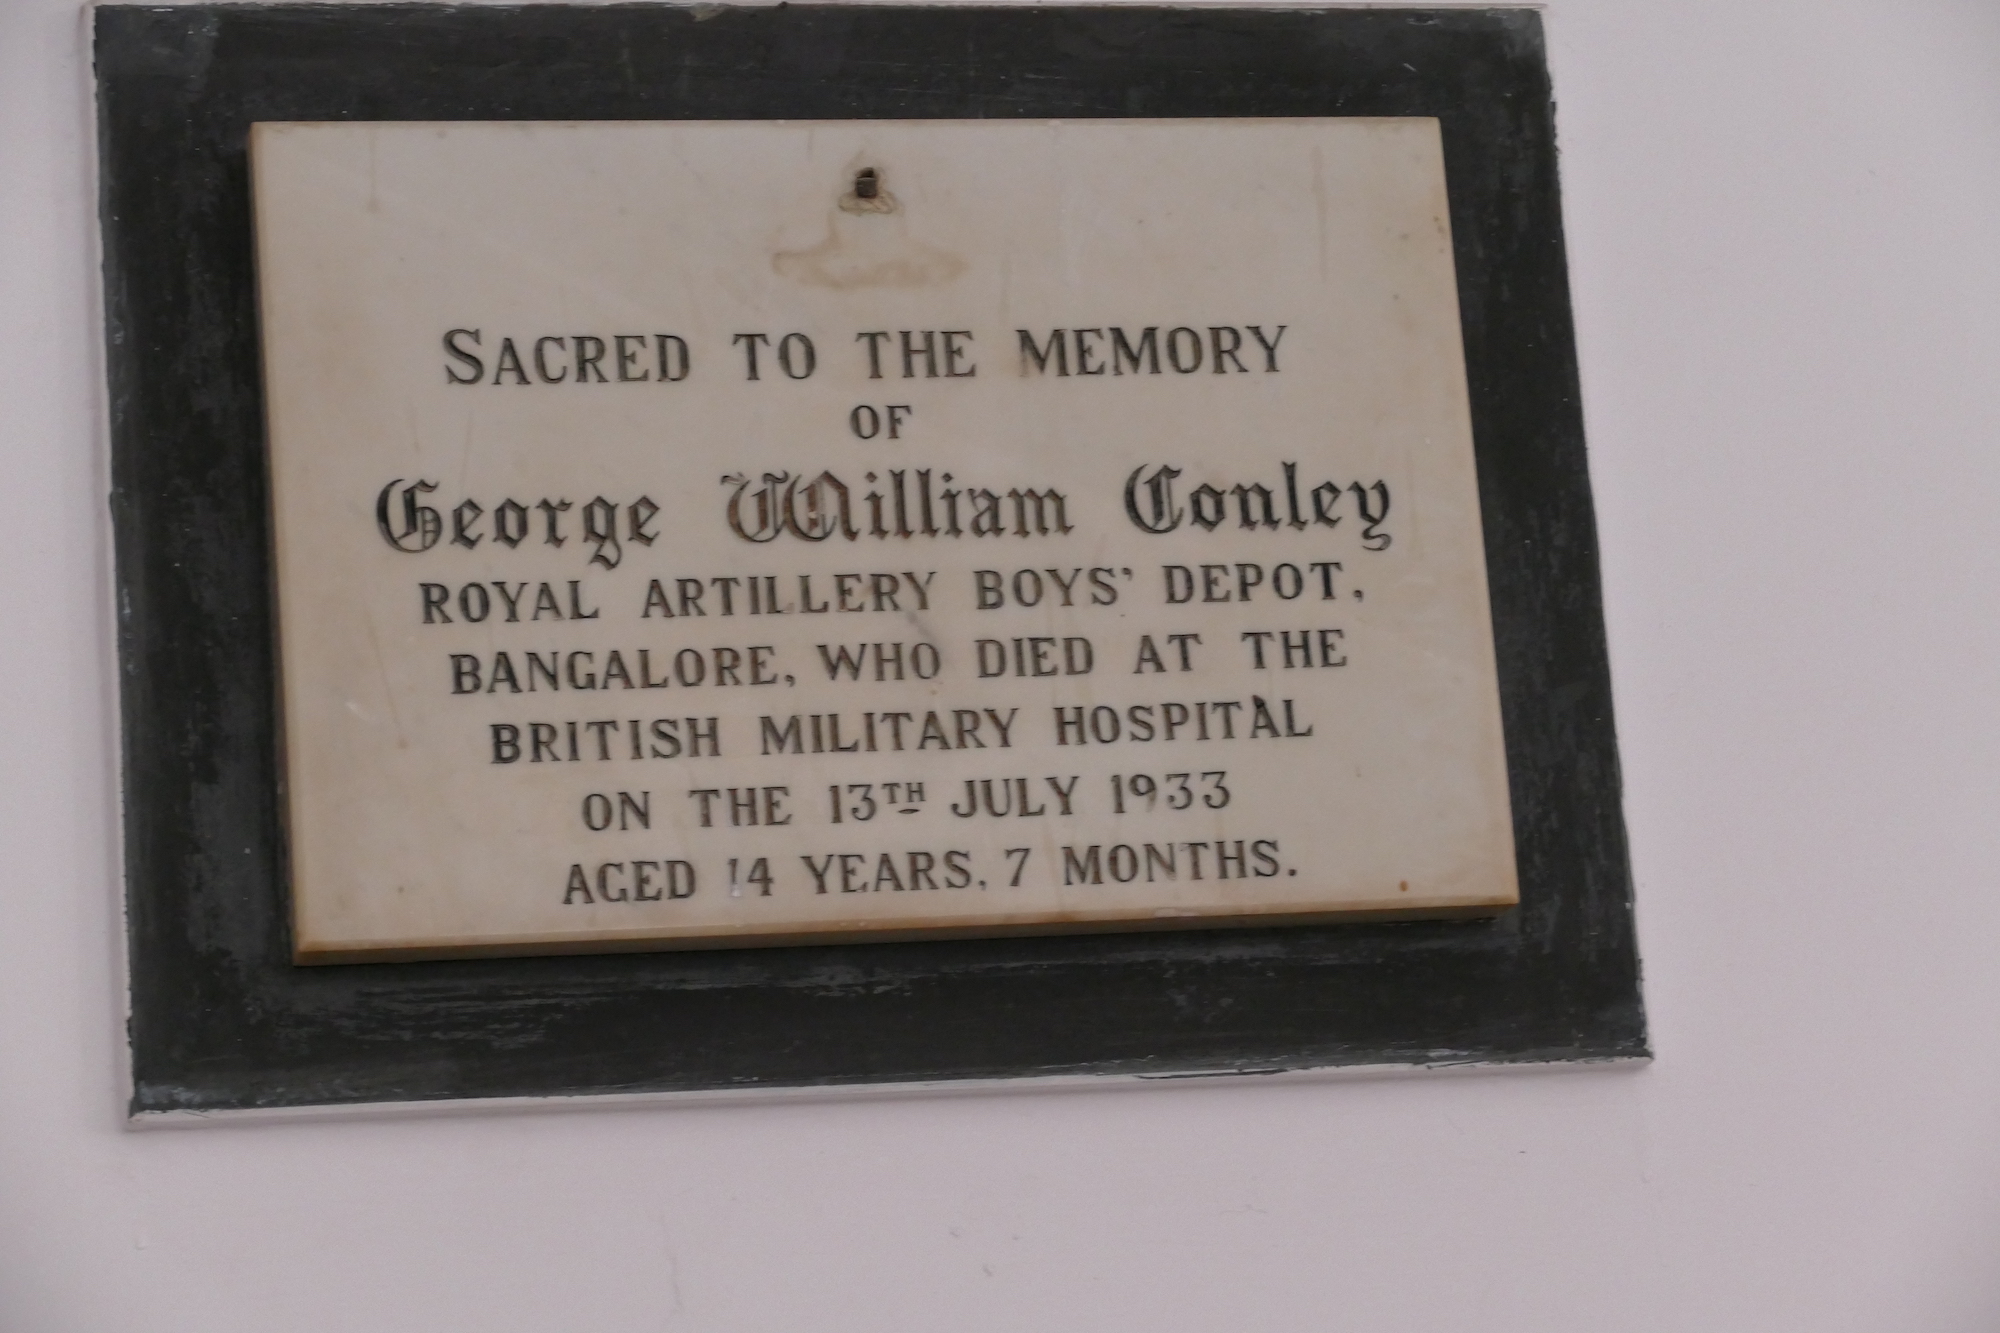 SACRED TO THE MEMORY
OF
George William Conley
ROYAL ARTILLERY BOYS' DEPOT,
BANGALORE, WHO DIED AT THE
BRITISH MILITARY HOSPITAL
ON THE 13TH JULY 1933
AGED 14 YEARS, 7 MONTHS.